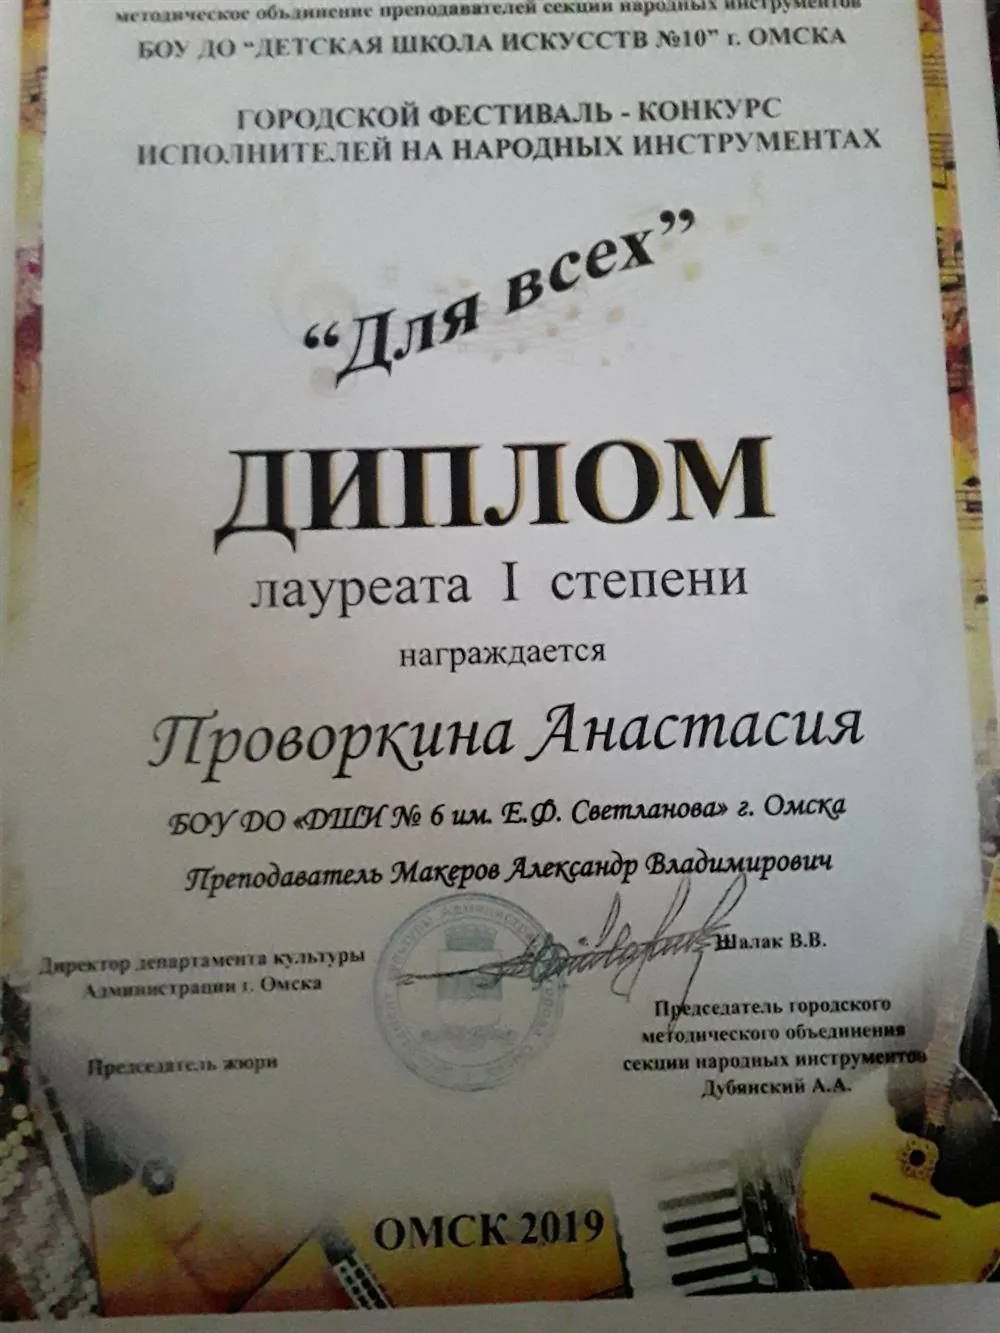 методическое объдинение преподавателей секции народных инструментов
БОУ ДО “ДЕТСКАЯ ШКОЛА ИСКУССТВ №10” г. ОМСКА
ГОРОДСКОЙ ФЕСТИВАЛЬ - КОНКУРС
ИСПОЛНИТЕЛЕЙ НА НАРОДНЫХ ИНСТРУМЕНТАХ
“Для всех”
ДИПЛОМ
лауреата I степени
награждается
Проворкина Анастасия
БОУ ДО «ДШИ № 6 им. Е.Ф. Светланова» г. Омска
Преподаватель Макеров Александр Владимирович
Директор департамента культуры
Администрации г. Омска
Шалак В.В.
Председатель жюри
Председатель городского
методического объединения
секции народных инструментов
Дубянский А.А.
ОМСК 2019